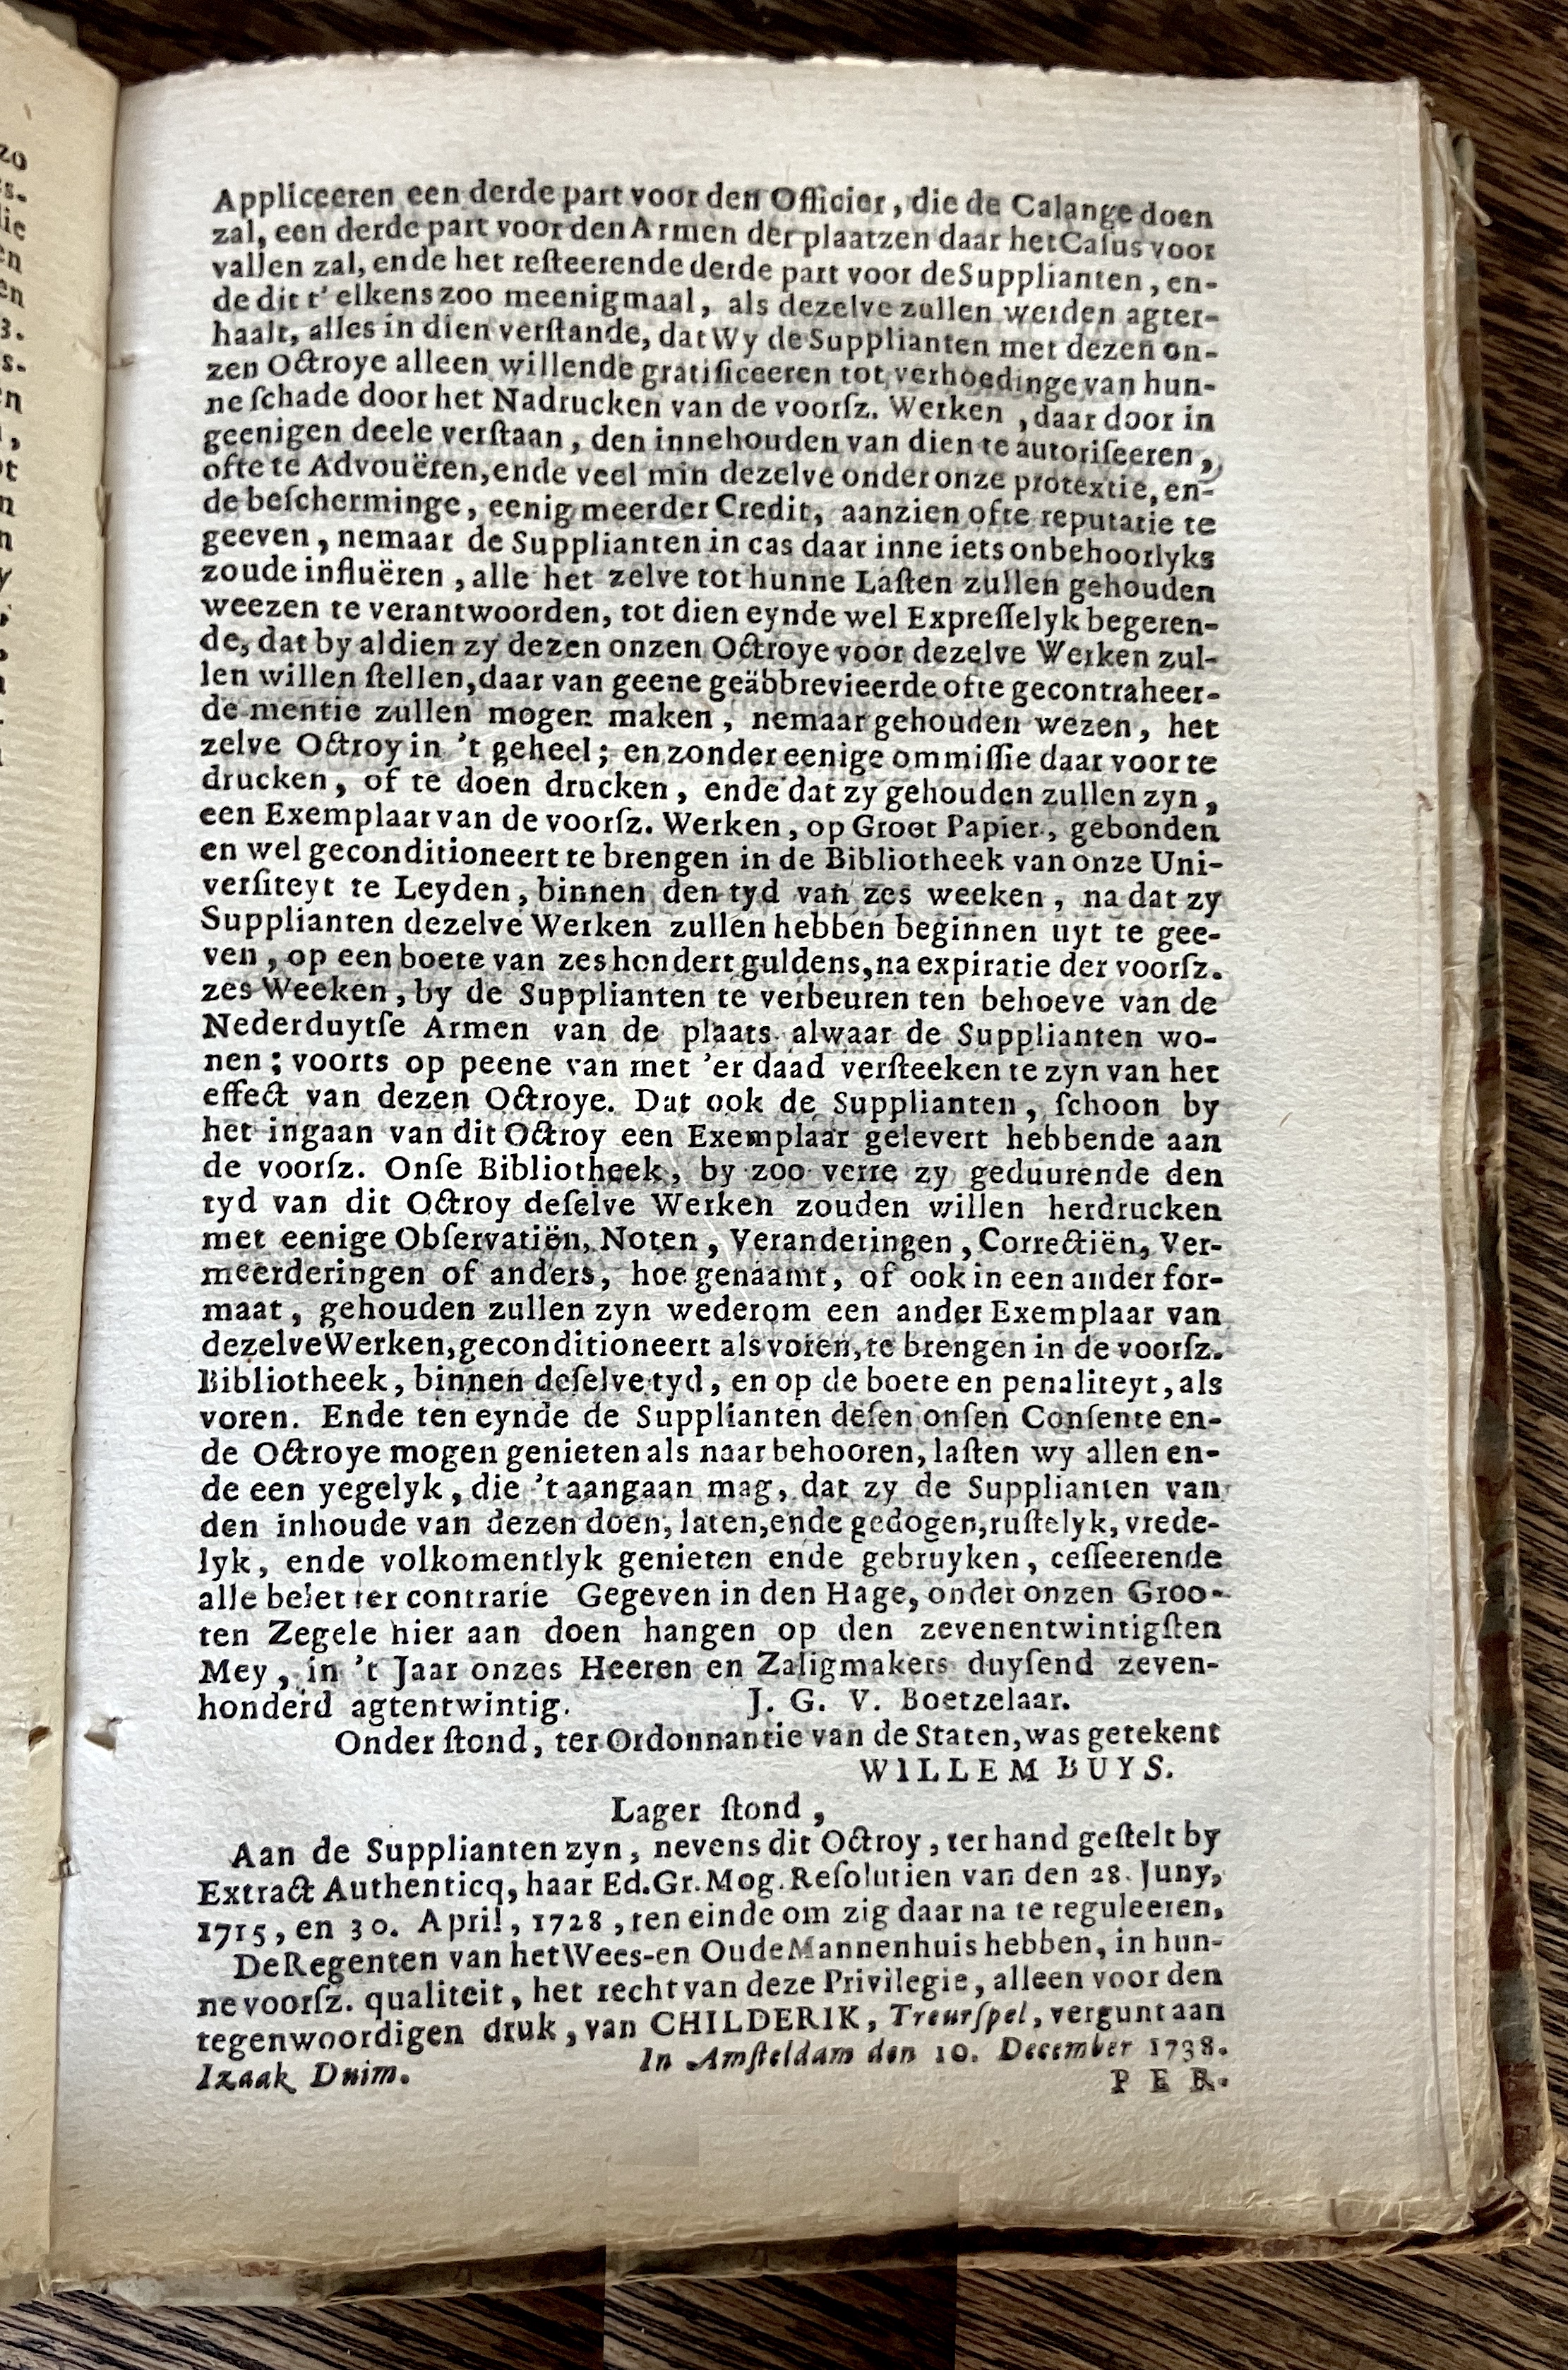 Appliceeren een derde part voor den Officier, die de Calange doen
zal, een derde part voor den Armen der plaatzen daar het Caſus voor
vallen zal, ende het reſteerende derde part voor de Supplianten, en-
de dit t' elkens zoo meenigmaal, als dezelve zullen werden agter-
haalt, alles in dien verſtande, dat Wy de Supplianten met dezen on-
zen Octroye alleen willende gratificeeren tot verhoedinge van hun-
ne ſchade door het Nadrucken van de voorſz. Werken, daar door in
geenigen deele verſtaan, den innehouden van dien te autoriſeeren,
ofte te Advouëren, ende veel min dezelve onder onze protextie, en-
de beſcherminge, eenig meerder Credit, aanzien ofte reputatie te
geeven, nemaar de Supplianten in cas daar inne iets onbehoorlyks
zoude influëren, alle het zelve tot hunne Laſten zullen gehouden
weezen te verantwoorden, tot dien eynde wel Expreſſelyk begeren-
de, dat by aldien zy dezen onzen Octroye voor dezelve Werken zul-
len willen ſtellen, daar van geene geäbbrevieerde ofte gecontraheer-
de mentie zullen mogen maken, nemaar gehouden wezen, het
zelve Octroy in 't geheel; en zonder eenige ommiſſie daar voor te
drucken, of te doen drucken, ende dat zy gehouden zullen zyn,
een Exemplaar van de voorſz. Werken, op Groot Papier, gebonden
en wel geconditioneert te brengen in de Bibliotheek van onze Uni-
verſiteyt te Leyden, binnen den tyd van zes weeken, na dat zy
Supplianten dezelve Werken zullen hebben beginnen uyt te gee-
ven, op een boete van zes hondert guldens, na expiratie der voorſz.
zes Weeken, by de Supplianten te verbeuren ten behoeve van de
Nederduytſe Armen van de plaats alwaar de Supplianten wo-
nen; voorts op peene van met 'er daad verſteeken te zyn van het
effect van dezen Octroye. Dat ook de Supplianten, ſchoon by
het ingaan van dit Octroy een Exemplaar gelevert hebbende aan
de voorſz. Onſe Bibliotheek, by zoo verre zy geduurende den
tyd van dit Octroy deſelve Werken zouden willen herdrucken
met eenige Obſervatiën, Noten, Veranderingen, Correctiën, Ver-
meerderingen of anders, hoe genaamt, of ook in een ander for-
maat, gehouden zullen zyn wederom een ander Exemplaar van
dezelve Werken, geconditioneert als voren, te brengen in de voorſz.
Bibliotheek, binnen deſelve tyd, en op de boete en penaliteyt, als
voren. Ende ten eynde de Supplianten deſen onſen Conſente en-
de Octroye mogen genieten als naar behooren, laſten wy allen en-
de een yegelyk, die 't aangaan mag, dat zy de Supplianten van
den inhoude van dezen doen, laten, ende gedogen, ruſtelyk, vrede-
lyk, ende volkomentlyk genieten ende gebruyken, ceſſeerende
alle belet ter contrarie Gegeven in den Hage, onder onzen Groo-
ten Zegele hier aan doen hangen op den zevenentwintigſten
Mey, in 't Jaar onzes Heeren en Zaligmakers duyſend zeven-
honderd agtentwintig. J. G. V. Boetzelaar.
Onder ſtond, ter Ordonnantie van de Staten, was getekent
WILLEM BUYS.
Lager ſtond,
Aan de Supplianten zyn, nevens dit Octroy, ter hand geſtelt by
Extract Authenticq, haar Ed. Gr. Mog. Reſolutien van den 28. Juny,
1715, en 30. April, 1728, ten einde om zig daar na te reguleeren,
De Regenten van het Wees-en Oude Mannenhuis hebben, in hun-
ne voorſz. qualiteit, het recht van deze Privilegie, alleen voor den
tegenwoordigen druk, van CHILDERIK, Treurſpel, vergunt aan
Izaak Duim. In Amſteldam den 10. December 1738.
PER.